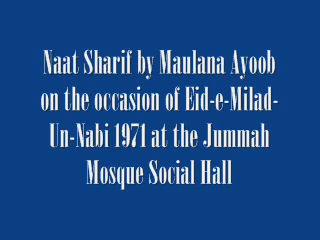 Naat Sharif by Maulana Ayoob
on the occasion of Eid-e-Milad-
Un-Nabi 1971 at the Jummah
Mosque Social Hall